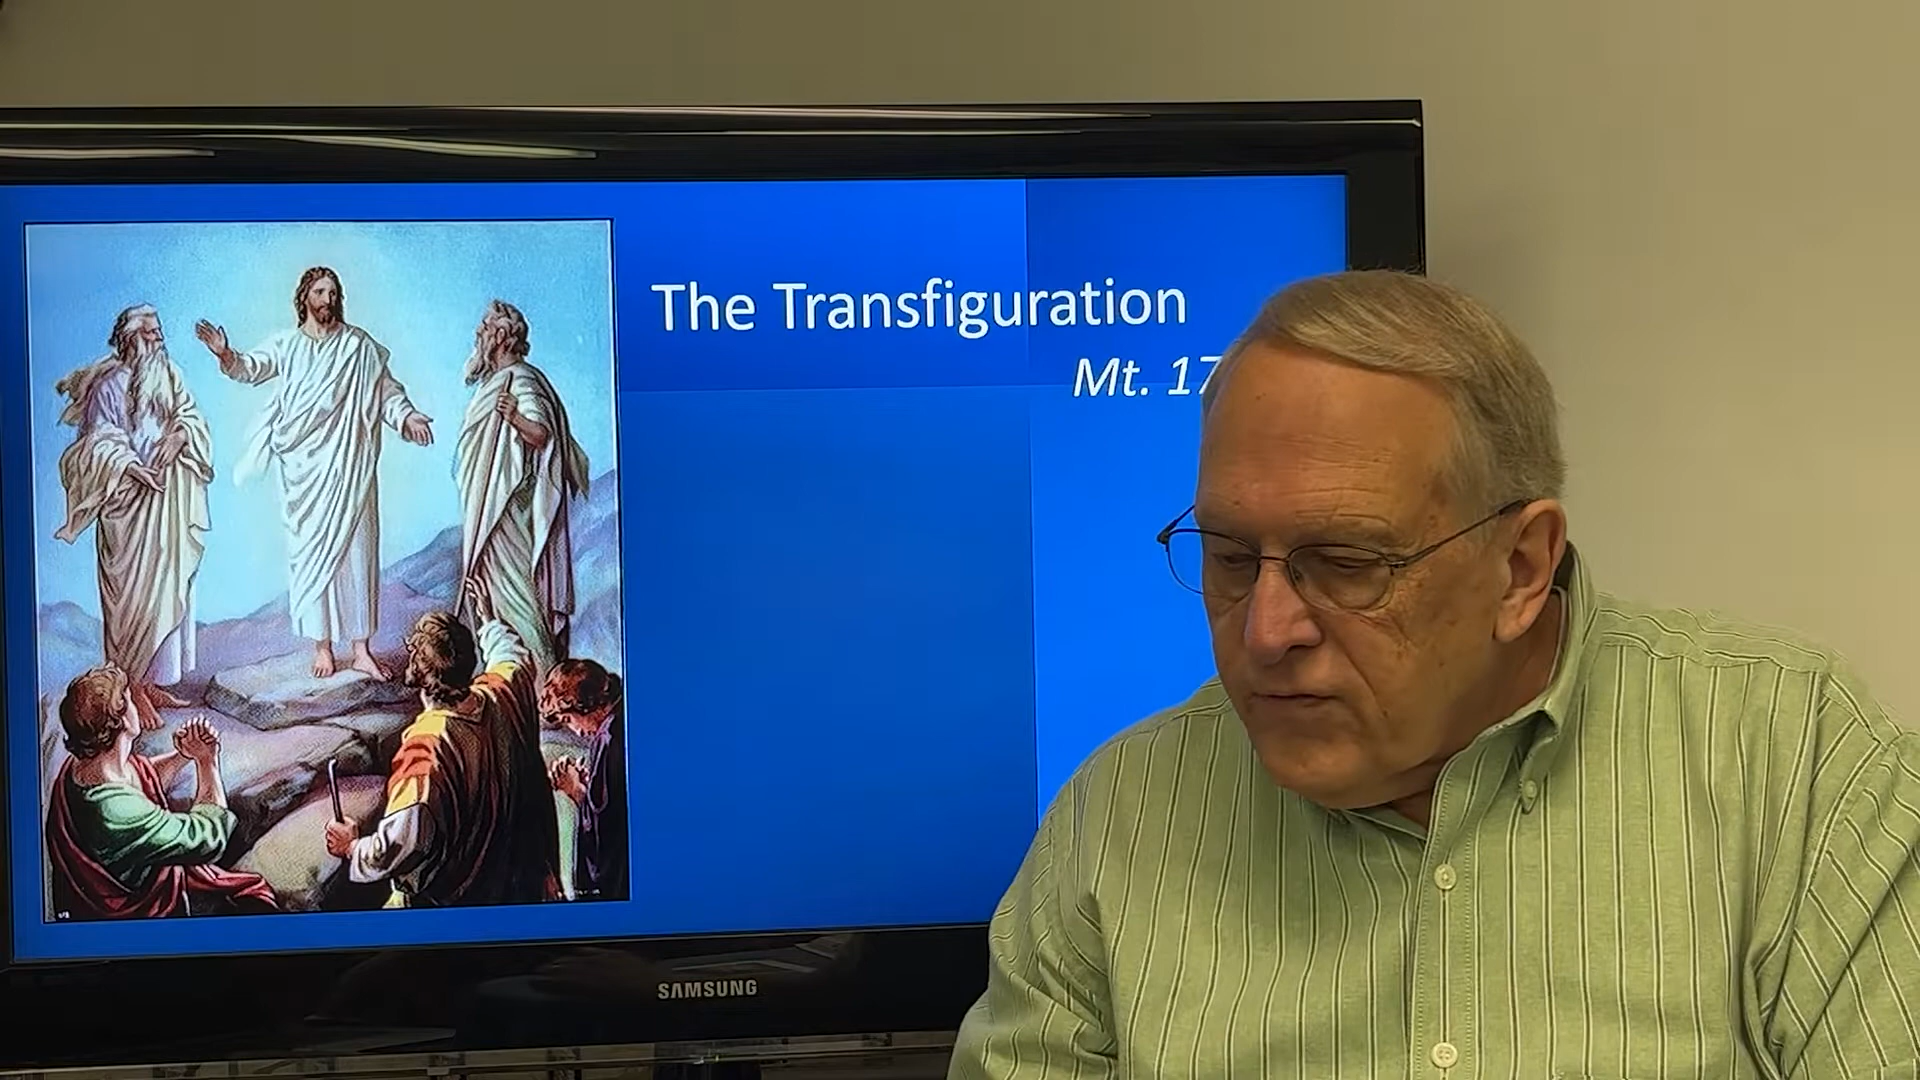 The Transfiguration
Mt. 17
SAMSUNG